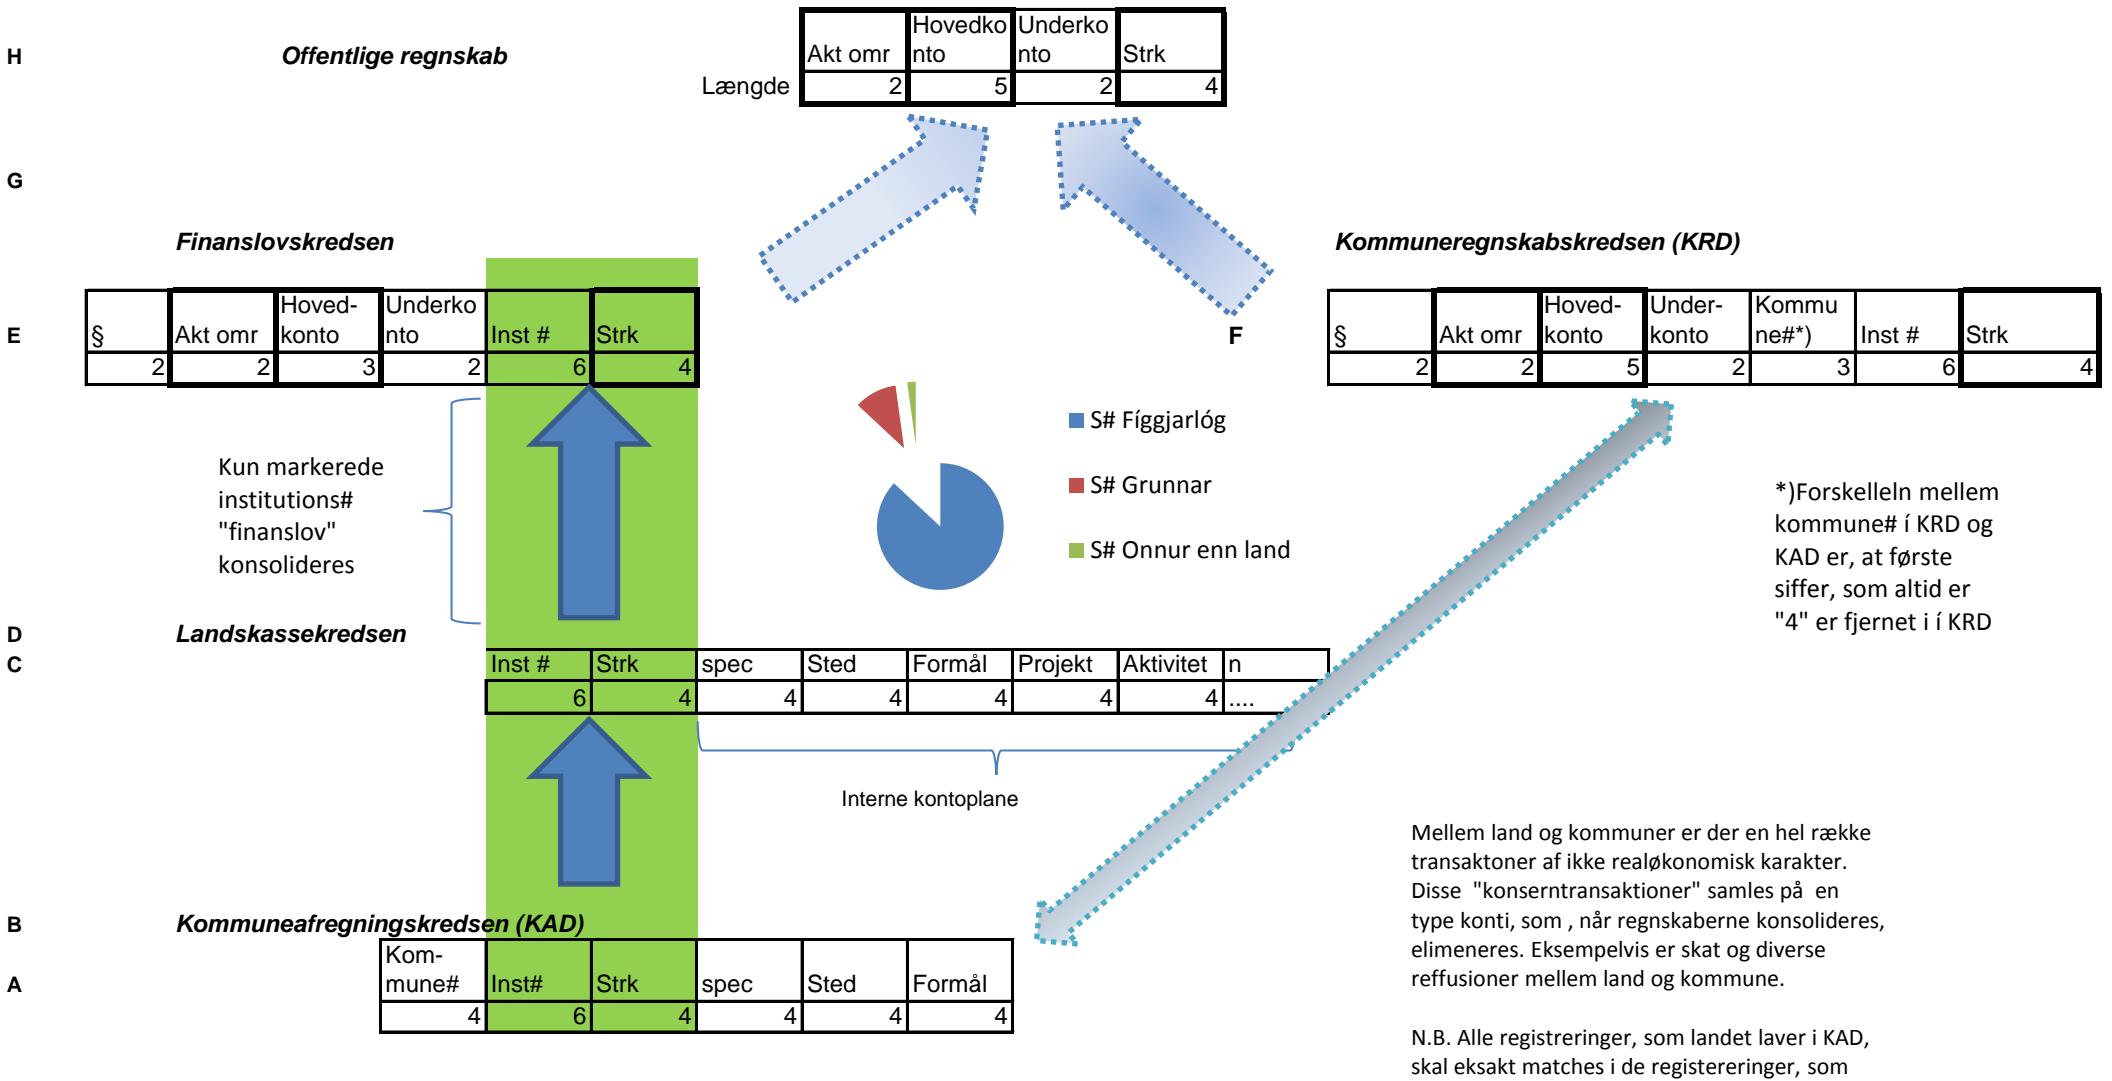 H
Offentlige regnskab
Akt omr
Hovedko
nto
Underko
nto
Strk
Længde
2
5
2
4
G
Finanslovskredsen
Kommuneregnskabskredsen (KRD)
E
§
Akt omr
Hoved-
konto
Underko
nto
Inst #
Strk
2
2
3
2
6
4
F
§
Akt omr
Hoved-
konto
Under-
konto
Kommu
ne#*)
Inst #
Strk
2
2
5
2
3
6
4
Kun markerede
institutions#
"finanslov"
konsolideres
S# Fíggjarlóg
S# Grunnar
S# Onnur enn land
*)Forskelleln mellem
kommune# í KRD og
KAD er, at første
siffer, som altid er
"4" er fjernet i í KRD
D
Landskassekredsen
C
Inst #
Strk
spec
Sted
Formål
Projekt
Aktivitet
n
6
4
4
4
4
4
4
....
Interne kontoplane
Mellem land og kommuner er der en hel række
transaktoner af ikke realøkonomisk karakter.
Disse "konserntransaktioner" samles på en
type konti, som , når regnskaberne konsolideres,
elimeneres. Eksempelvis er skat og diverse
reffusioner mellem land og kommune.
N.B. Alle registreringer, som landet laver i KAD,
skal eksakt matches i de registereringer, som
B
Kommuneafregningskredsen (KAD)
A
Kom-
mune#
Inst#
Strk
spec
Sted
Formål
4
6
4
4
4
4